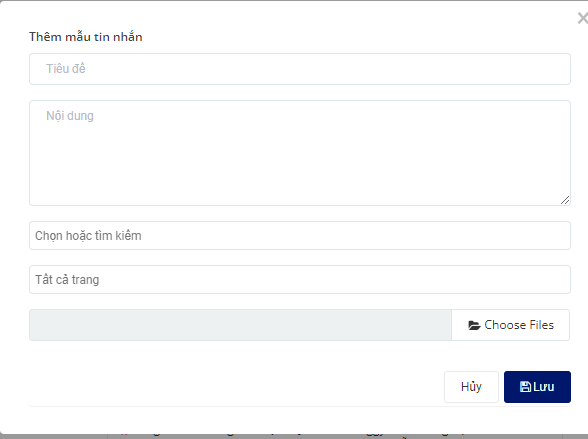 Thêm mẫu tin nhắn
Tiêu đề
Nội dung
Chọn hoặc tìm kiếm
Tất cả trang
Choose Files
Hủy
Lưu